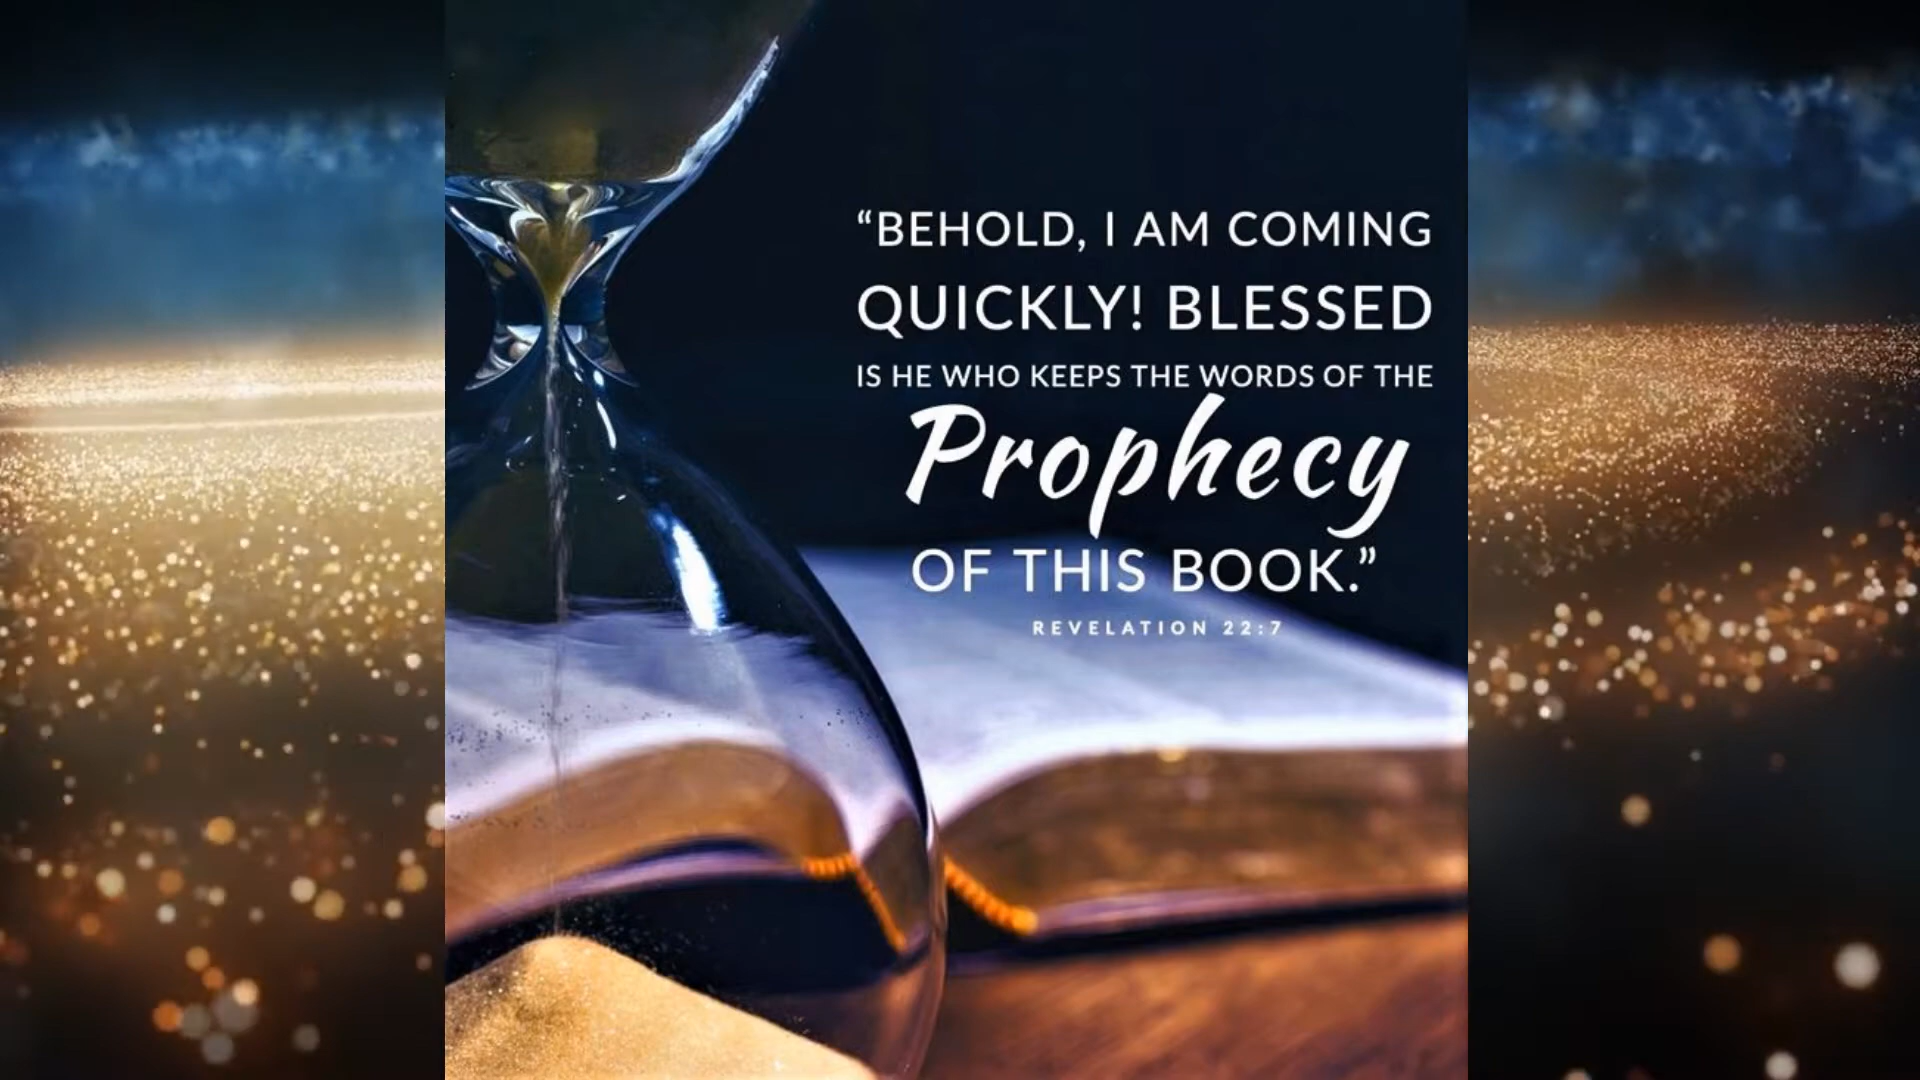 “BEHOLD, I AM COMING
QUICKLY! BLESSED
IS HE WHO KEEPS THE WORDS OF THE
Prophecy
OF THIS BOOK.”
REVELATION 22:7